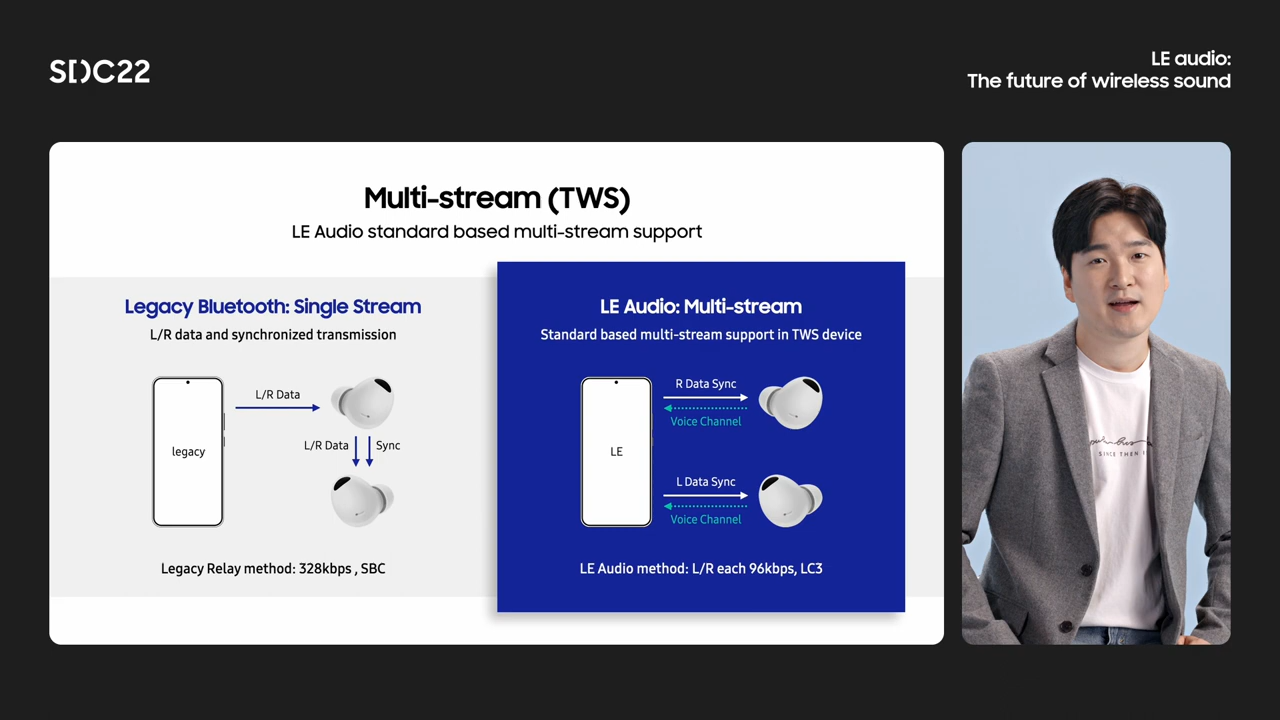 SDC22
LE audio:
The future of wireless sound
Multi-stream (TWS)
LE Audio standard based multi-stream support
Legacy Bluetooth: Single Stream
L/R data and synchronized transmission
legacy
L/R Data
L/R Data
Sync
Legacy Relay method: 328kbps , SBC
LE Audio: Multi-stream
Standard based multi-stream support in TWS device
LE
R Data Sync
Voice Channel
L Data Sync
Voice Channel
LE Audio method: L/R each 96kbps, LC3
SINCE THEN